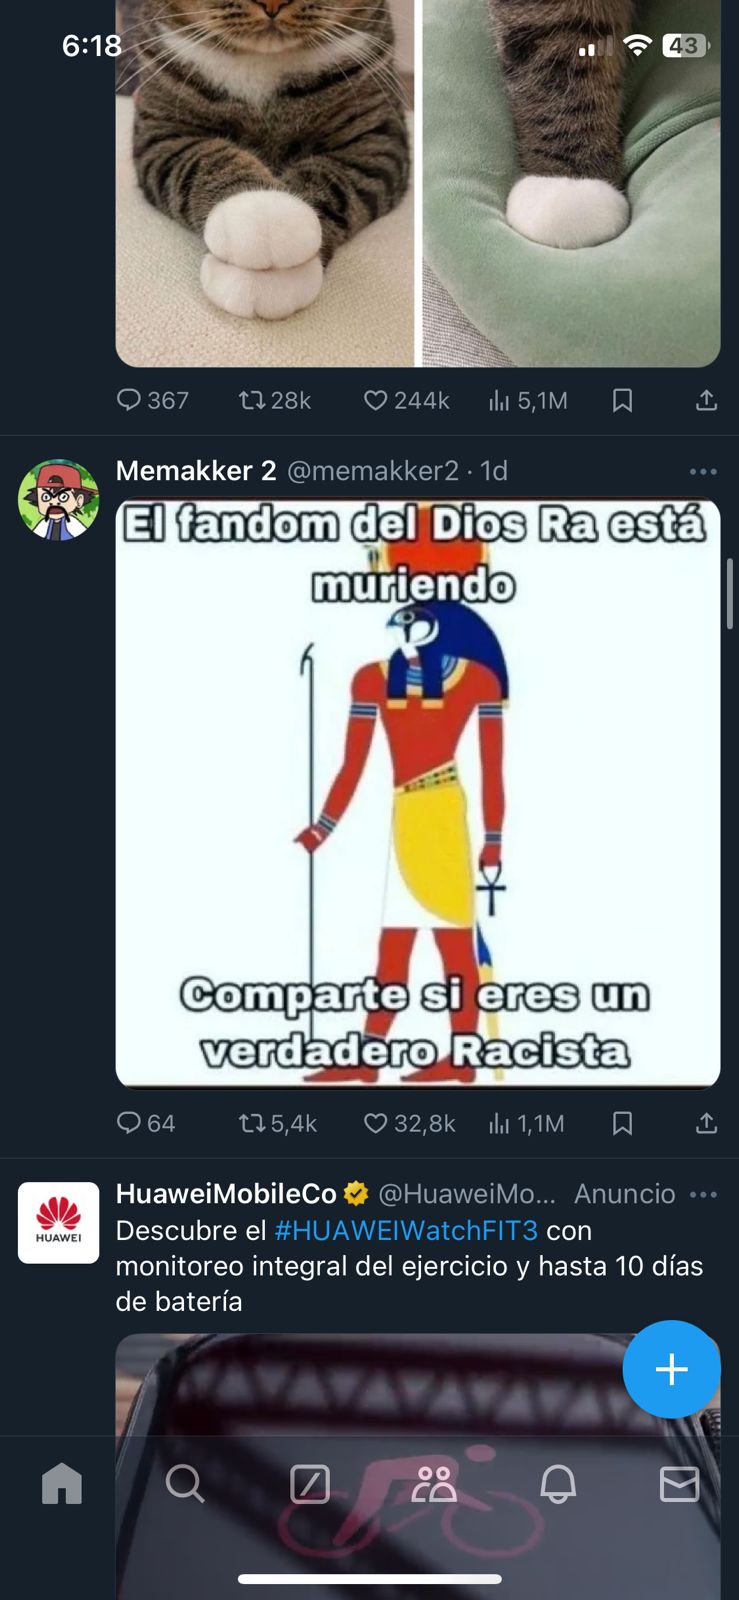 6:18
43
367
28k
244k
5,1M
Memakker 2 @memakker2 · 1d
El fandom del Dios Ra está
muriendo
Comparte si eres un
verdadero Racista
64
5,4k
32,8k
1,1M
HuaweiMobileCo @HuaweiMo... Anuncio
HUAWEI
Descubre el #HUAWEIWatchFIT3 con
monitoreo integral del ejercicio y hasta 10 días
de batería